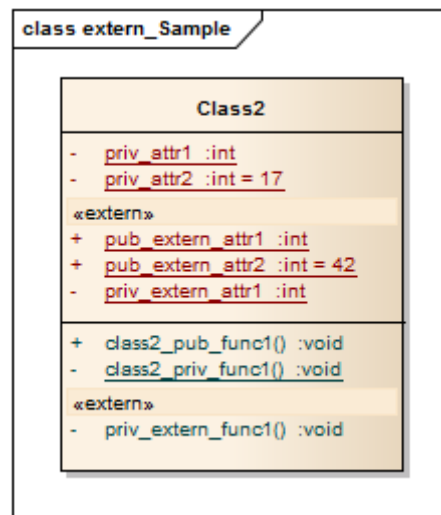 class extern_Sample
Class2
- priv_attr1 :int
- priv_attr2 :int = 17
«extern»
+ pub_extern_attr1 :int
+ pub_extern_attr2 :int = 42
- priv_extern_attr1 :int
+ class2_pub_func1() :void
- class2_priv_func1() :void
«extern»
- priv_extern_func1() :void